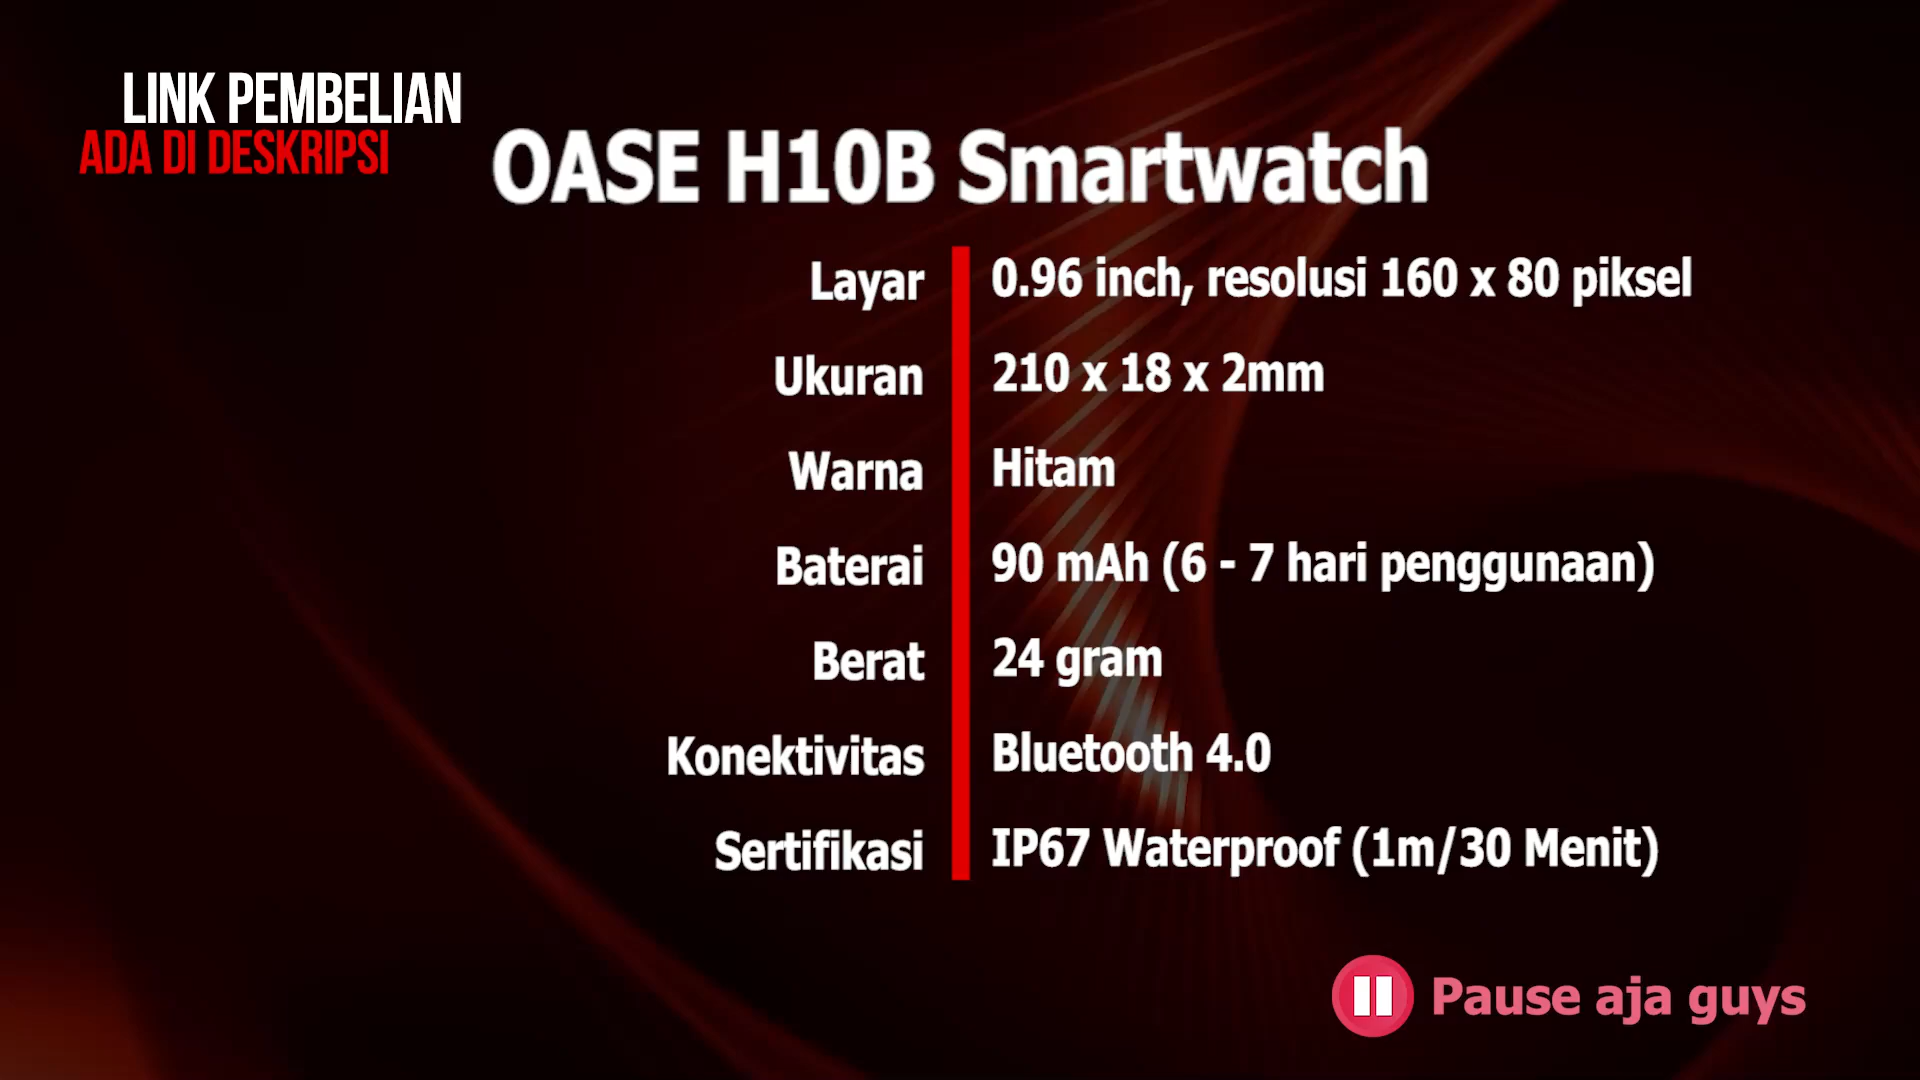 LINK PEMBELIAN
ADA DI DESKRIPSI
OASE H10B Smartwatch
Layar 0.96 inch, resolusi 160 x 80 piksel
Ukuran 210 x 18 x 2mm
Warna Hitam
Baterai 90 mAh (6 - 7 hari penggunaan)
Berat 24 gram
Konektivitas Bluetooth 4.0
Sertifikasi IP67 Waterproof (1m/30 Menit)
Pause aja guys